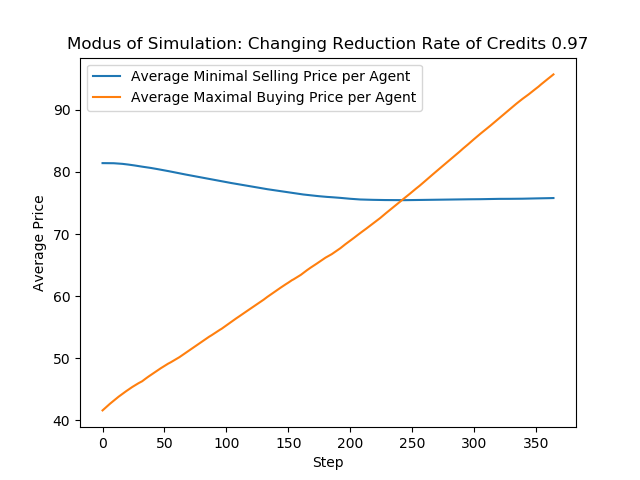 Modus of Simulation: Changing Reduction Rate of Credits 0.97
Average Minimal Selling Price per Agent
Average Maximal Buying Price per Agent
Average Price
90
80
70
60
50
40
0 50 100 150 200 250 300 350
Step